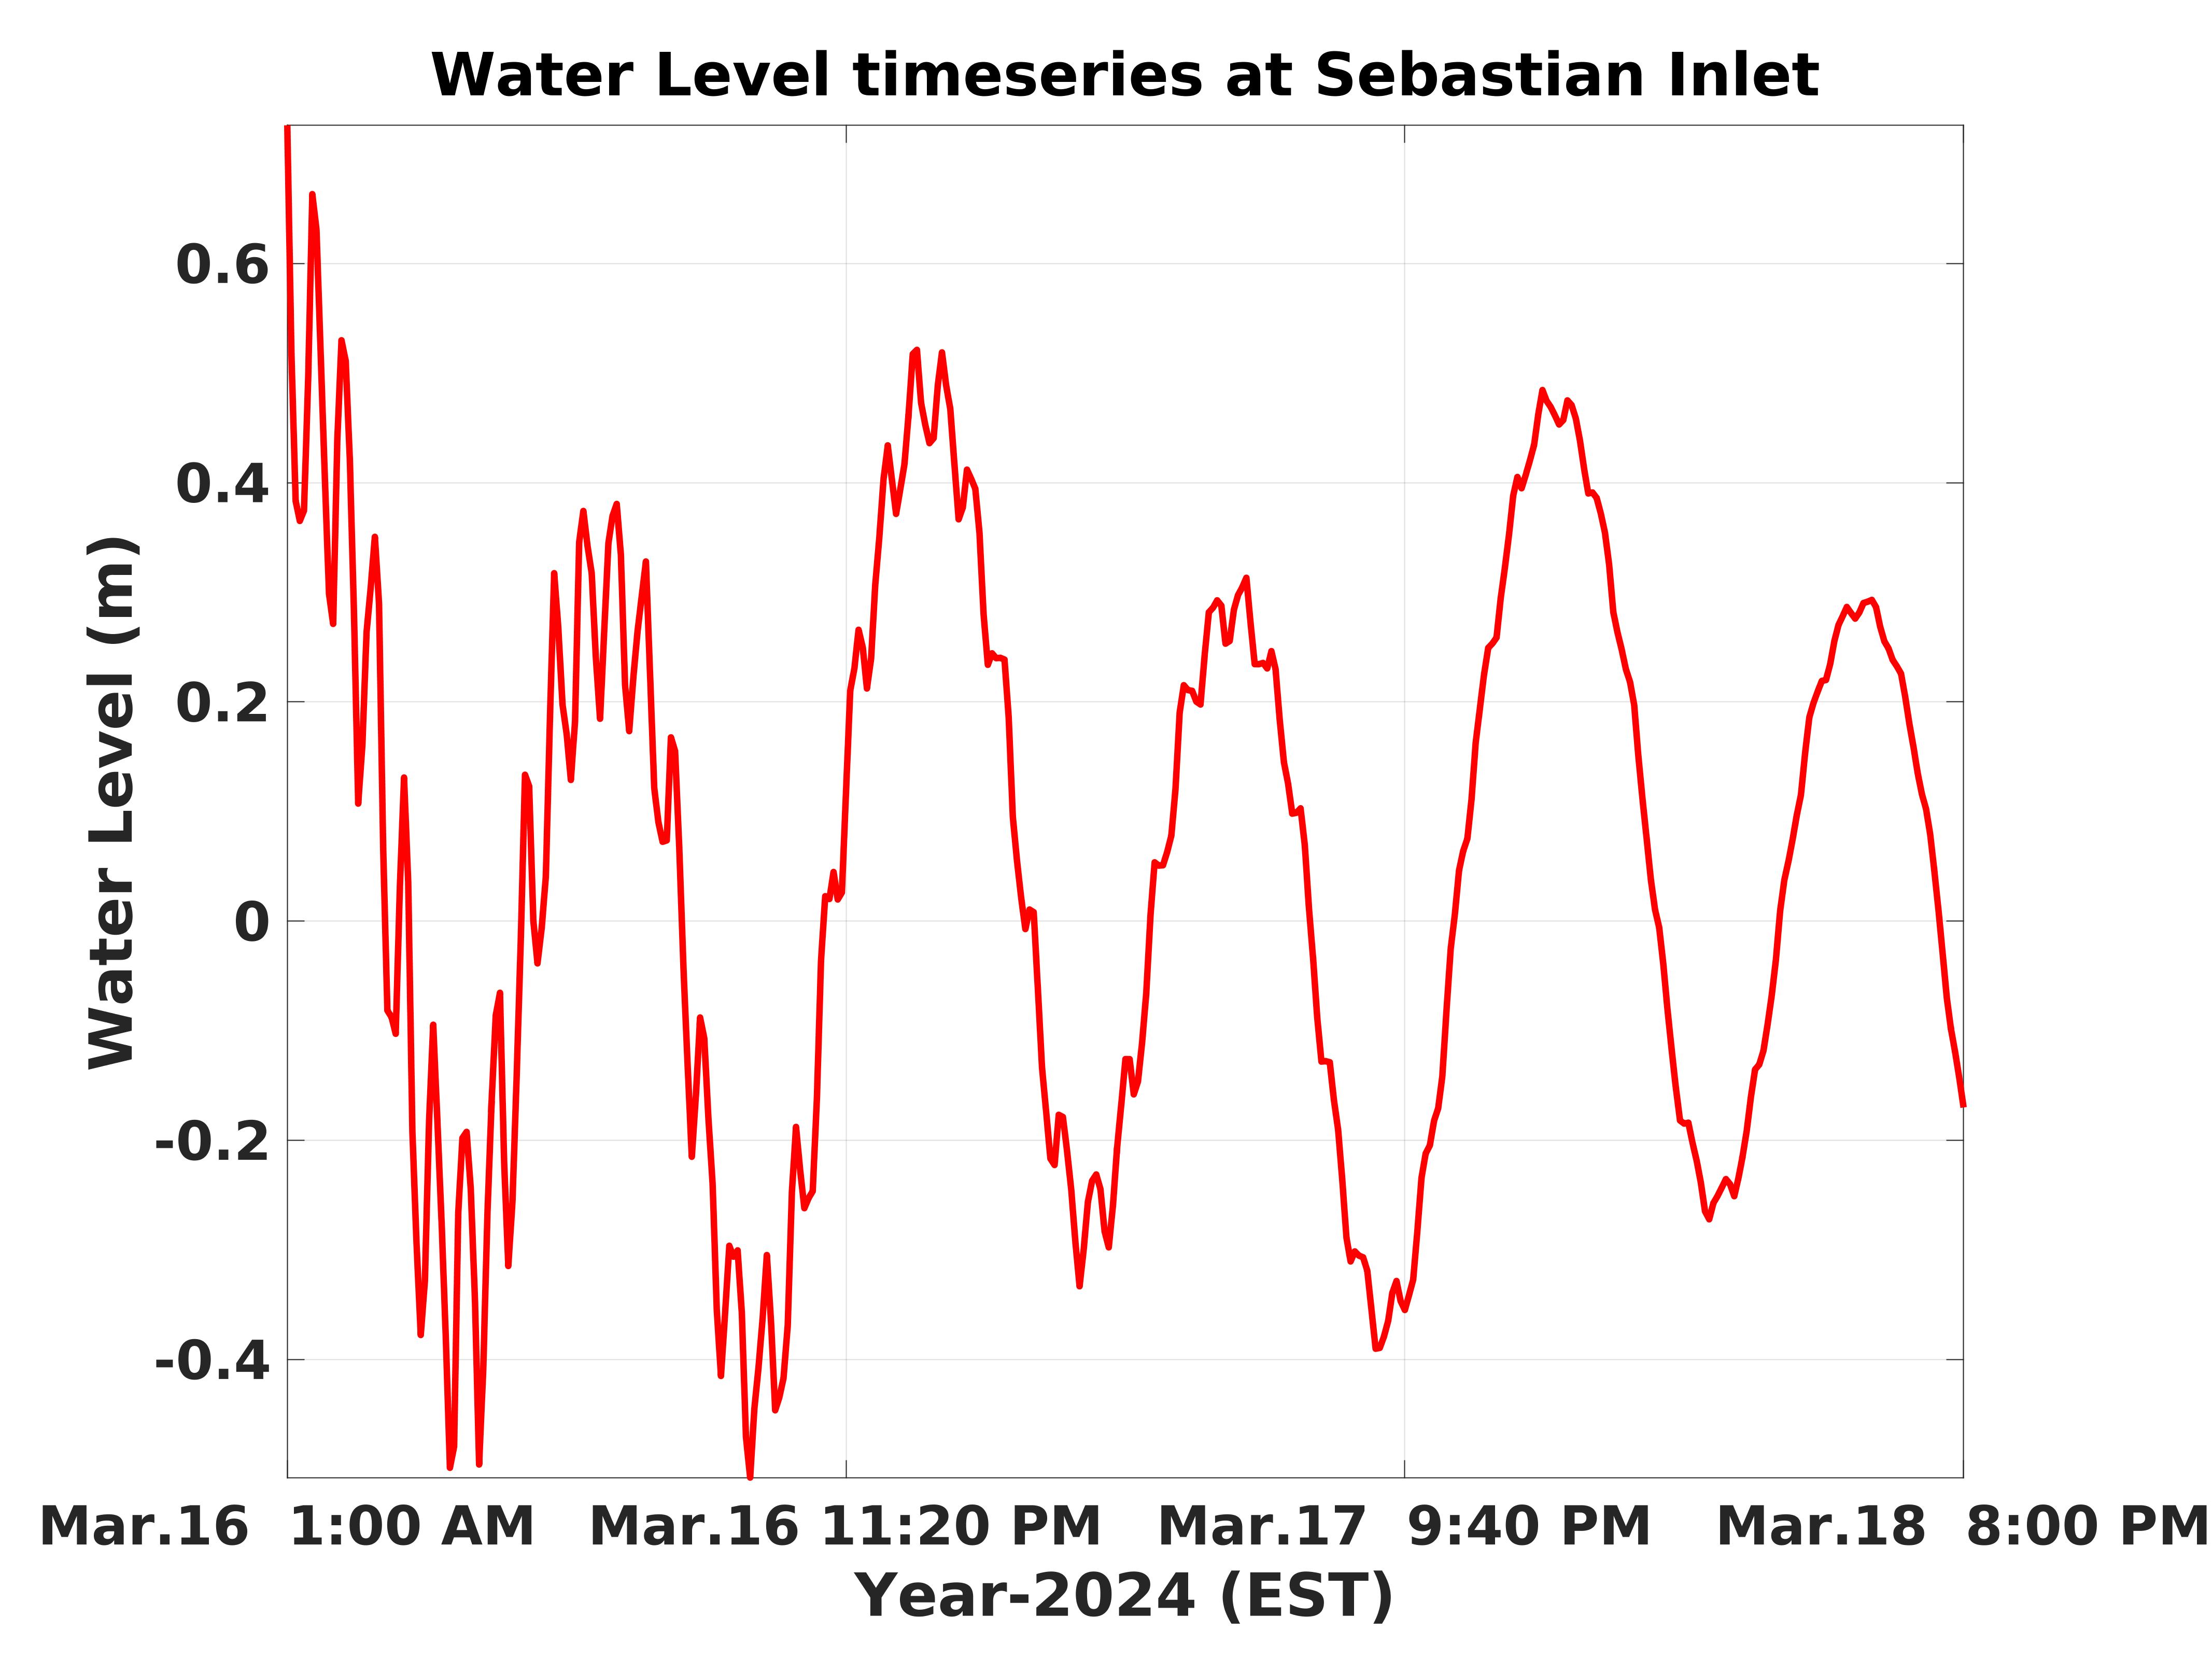 Water Level timeseries at Sebastian Inlet
Water Level (m)
0.6
0.4
0.2
0
-0.2
-0.4
Mar.16 1:00 AM Mar.16 11:20 PM Mar.17 9:40 PM Mar.18 8:00 PM
Year-2024 (EST)